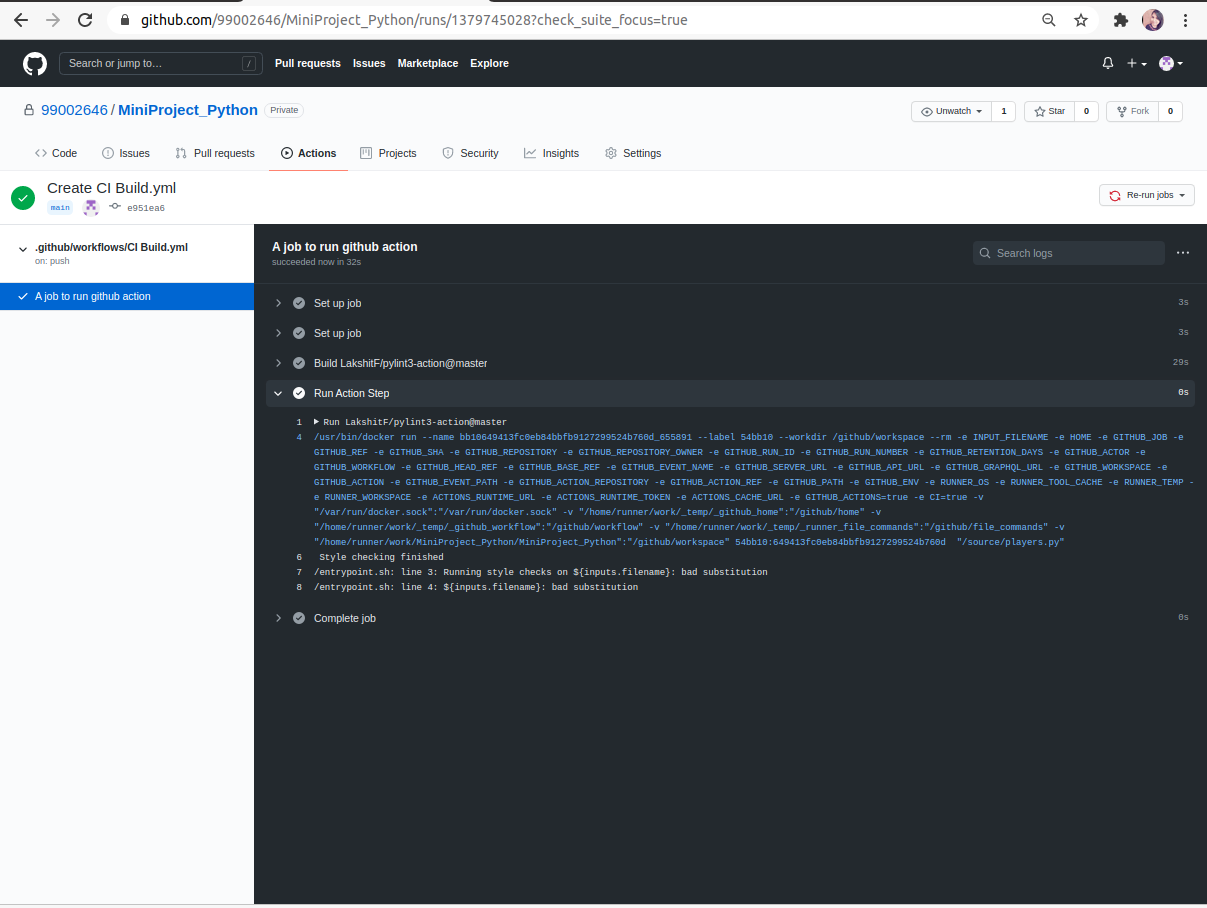 github.com/99002646/MiniProject_Python/runs/1379745028?check_suite_focus=true
Search or jump to… / Pull requests Issues Marketplace Explore
99002646 / MiniProject_Python Private Unwatch 1 Star 0 Fork 0
Code Issues Pull requests Actions Projects Security Insights Settings
Create CI Build.yml
main e951ea6
Re-run jobs
.github/workflows/CI Build.yml
on: push
A job to run github action
A job to run github action
succeeded now in 32s
Search logs
Set up job 3s
Set up job 3s
Build LakshitF/pylint3-action@master 29s
Run Action Step 0s
1 Run LakshitF/pylint3-action@master
4 /usr/bin/docker run --name bb10649413fc0eb84bbfb9127299524b760d_655891 --label 54bb10 --workdir /github/workspace --rm -e INPUT_FILENAME -e HOME -e GITHUB_JOB -e
GITHUB_REF -e GITHUB_SHA -e GITHUB_REPOSITORY -e GITHUB_REPOSITORY_OWNER -e GITHUB_RUN_ID -e GITHUB_RUN_NUMBER -e GITHUB_RETENTION_DAYS -e GITHUB_ACTOR -e
GITHUB_WORKFLOW -e GITHUB_HEAD_REF -e GITHUB_BASE_REF -e GITHUB_EVENT_NAME -e GITHUB_SERVER_URL -e GITHUB_API_URL -e GITHUB_GRAPHQL_URL -e GITHUB_WORKSPACE -e
GITHUB_ACTION -e GITHUB_EVENT_PATH -e GITHUB_ACTION_REPOSITORY -e GITHUB_ACTION_REF -e GITHUB_PATH -e GITHUB_ENV -e RUNNER_OS -e RUNNER_TOOL_CACHE -e RUNNER_TEMP -
e RUNNER_WORKSPACE -e ACTIONS_RUNTIME_URL -e ACTIONS_RUNTIME_TOKEN -e ACTIONS_CACHE_URL -e GITHUB_ACTIONS=true -e CI=true -v
"/var/run/docker.sock":"/var/run/docker.sock" -v "/home/runner/work/_temp/_github_home":"/github/home" -v
"/home/runner/work/_temp/_github_workflow":"/github/workflow" -v "/home/runner/work/_temp/_runner_file_commands":"/github/file_commands" -v
"/home/runner/work/MiniProject_Python/MiniProject_Python":"/github/workspace" 54bb10:649413fc0eb84bbfb9127299524b760d "/source/players.py"
6 Style checking finished
7 /entrypoint.sh: line 3: Running style checks on ${inputs.filename}: bad substitution
8 /entrypoint.sh: line 4: ${inputs.filename}: bad substitution
Complete job 0s